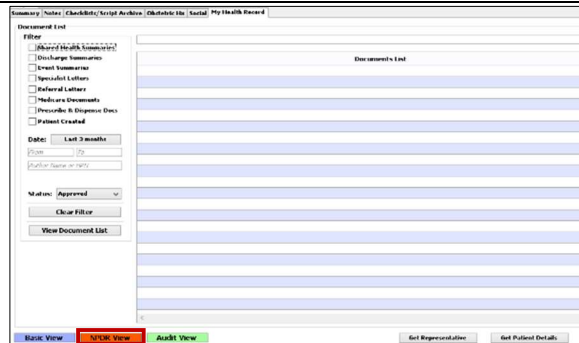 Summary Notes Checklists/Script Archive Obstetric Hx Social My Health Record
Document List
Filter
Shared Health Summaries
Discharge Summaries
Event Summaries
Specialist Letters
Referral Letters
Medicare Documents
Prescribe & Dispense Docs
Patient Created
Date: Last 3 months
From To
Author Name or HPII
Status: Approved
Clear Filter
View Document List
Documents List
Basic View NPDR View Audit View Get Representative Get Patient Details